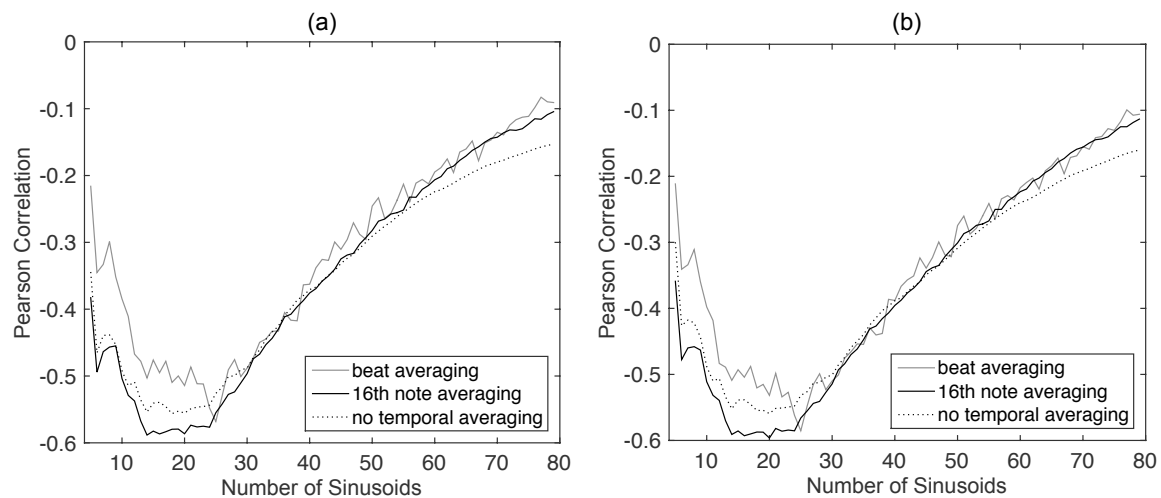 (a)
0
-0.1
-0.2
-0.3
-0.4
-0.5
-0.6
Pearson Correlation
beat averaging
16th note averaging
no temporal averaging
10 20 30 40 50 60 70 80
Number of Sinusoids
(b)
0
-0.1
-0.2
-0.3
-0.4
-0.5
-0.6
Pearson Correlation
beat averaging
16th note averaging
no temporal averaging
10 20 30 40 50 60 70 80
Number of Sinusoids